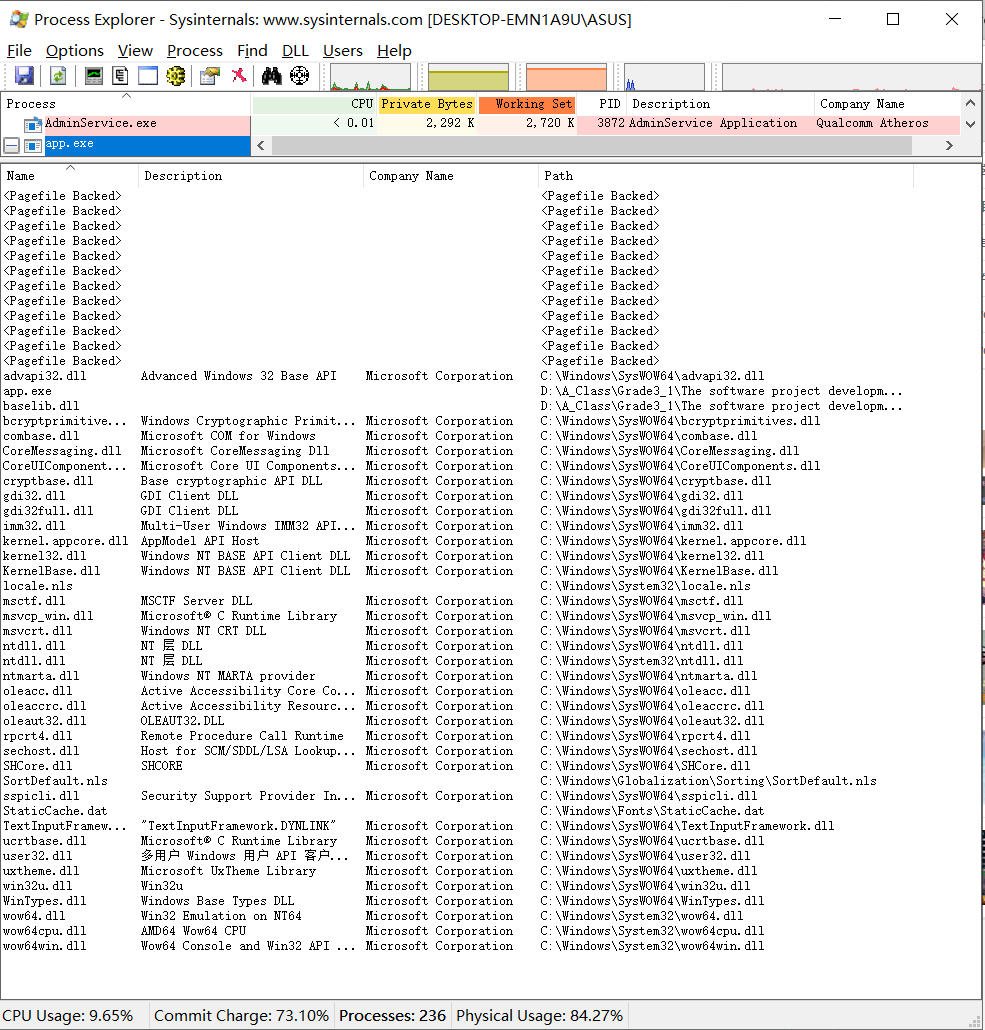 Process Explorer - Sysinternals: www.sysinternals.com [DESKTOP-EMN1A9U\ASUS]
File Options View Process Find DLL Users Help
Process CPU Private Bytes Working Set PID Description Company Name
AdminService.exe < 0.01 2,292 K 2,720 K 3872 AdminService Application Qualcomm Atheros
app.exe
Name Description Company Name Path
<Pagefile Backed> <Pagefile Backed>
<Pagefile Backed> <Pagefile Backed>
<Pagefile Backed> <Pagefile Backed>
<Pagefile Backed> <Pagefile Backed>
<Pagefile Backed> <Pagefile Backed>
<Pagefile Backed> <Pagefile Backed>
<Pagefile Backed> <Pagefile Backed>
<Pagefile Backed> <Pagefile Backed>
<Pagefile Backed> <Pagefile Backed>
<Pagefile Backed> <Pagefile Backed>
<Pagefile Backed> <Pagefile Backed>
<Pagefile Backed> <Pagefile Backed>
advapi32.dll Advanced Windows 32 Base API Microsoft Corporation C:\Windows\SysWOW64\advapi32.dll
app.exe D:\A_Class\Grade3_1\The software project developm...
baselib.dll D:\A_Class\Grade3_1\The software project developm...
bcryptprimitive... Windows Cryptographic Primit... Microsoft Corporation C:\Windows\SysWOW64\bcryptprimitives.dll
combase.dll Microsoft COM for Windows Microsoft Corporation C:\Windows\SysWOW64\combase.dll
CoreMessaging.dll Microsoft CoreMessaging Dll Microsoft Corporation C:\Windows\SysWOW64\CoreMessaging.dll
CoreUIComponent... Microsoft Core UI Components... Microsoft Corporation C:\Windows\SysWOW64\CoreUIComponents.dll
cryptbase.dll Base cryptographic API DLL Microsoft Corporation C:\Windows\SysWOW64\cryptbase.dll
gdi32.dll GDI Client DLL Microsoft Corporation C:\Windows\SysWOW64\gdi32.dll
gdi32full.dll GDI Client DLL Microsoft Corporation C:\Windows\SysWOW64\gdi32full.dll
imm32.dll Multi-User Windows IMM32 API... Microsoft Corporation C:\Windows\SysWOW64\imm32.dll
kernel.appcore.dll AppModel API Host Microsoft Corporation C:\Windows\SysWOW64\kernel.appcore.dll
kernel32.dll Windows NT BASE API Client DLL Microsoft Corporation C:\Windows\SysWOW64\kernel32.dll
KernelBase.dll Windows NT BASE API Client DLL Microsoft Corporation C:\Windows\SysWOW64\KernelBase.dll
locale.nls C:\Windows\System32\locale.nls
msctf.dll MSCTF Server DLL Microsoft Corporation C:\Windows\SysWOW64\msctf.dll
msvcp_win.dll Microsoft® C Runtime Library Microsoft Corporation C:\Windows\SysWOW64\msvcp_win.dll
msvcrt.dll Windows NT CRT DLL Microsoft Corporation C:\Windows\SysWOW64\msvcrt.dll
ntdll.dll NT 层 DLL Microsoft Corporation C:\Windows\SysWOW64\ntdll.dll
ntdll.dll NT 层 DLL Microsoft Corporation C:\Windows\System32\ntdll.dll
ntmarta.dll Windows NT MARTA provider Microsoft Corporation C:\Windows\SysWOW64\ntmarta.dll
oleacc.dll Active Accessibility Core Co... Microsoft Corporation C:\Windows\SysWOW64\oleacc.dll
oleaccrc.dll Active Accessibility Resourc... Microsoft Corporation C:\Windows\SysWOW64\oleaccrc.dll
oleaut32.dll OLEAUT32.DLL Microsoft Corporation C:\Windows\SysWOW64\oleaut32.dll
rpcrt4.dll Remote Procedure Call Runtime Microsoft Corporation C:\Windows\SysWOW64\rpcrt4.dll
sechost.dll Host for SCM/SDDL/LSA Lookup... Microsoft Corporation C:\Windows\SysWOW64\sechost.dll
SHCore.dll SHCORE Microsoft Corporation C:\Windows\SysWOW64\SHCore.dll
SortDefault.nls C:\Windows\Globalization\Sorting\SortDefault.nls
sspicli.dll Security Support Provider In... Microsoft Corporation C:\Windows\SysWOW64\sspicli.dll
StaticCache.dat C:\Windows\Fonts\StaticCache.dat
TextInputFramew... "TextInputFramework.DYNLINK" Microsoft Corporation C:\Windows\SysWOW64\TextInputFramework.dll
ucrtbase.dll Microsoft® C Runtime Library Microsoft Corporation C:\Windows\SysWOW64\ucrtbase.dll
user32.dll 多用户 Windows 用户 API 客户... Microsoft Corporation C:\Windows\SysWOW64\user32.dll
uxtheme.dll Microsoft UxTheme Library Microsoft Corporation C:\Windows\SysWOW64\uxtheme.dll
win32u.dll Win32u Microsoft Corporation C:\Windows\SysWOW64\win32u.dll
WinTypes.dll Windows Base Types DLL Microsoft Corporation C:\Windows\SysWOW64\WinTypes.dll
wow64.dll Win32 Emulation on NT64 Microsoft Corporation C:\Windows\System32\wow64.dll
wow64cpu.dll AMD64 Wow64 CPU Microsoft Corporation C:\Windows\System32\wow64cpu.dll
wow64win.dll Wow64 Console and Win32 API ... Microsoft Corporation C:\Windows\System32\wow64win.dll
CPU Usage: 9.65% Commit Charge: 73.10% Processes: 236 Physical Usage: 84.27%